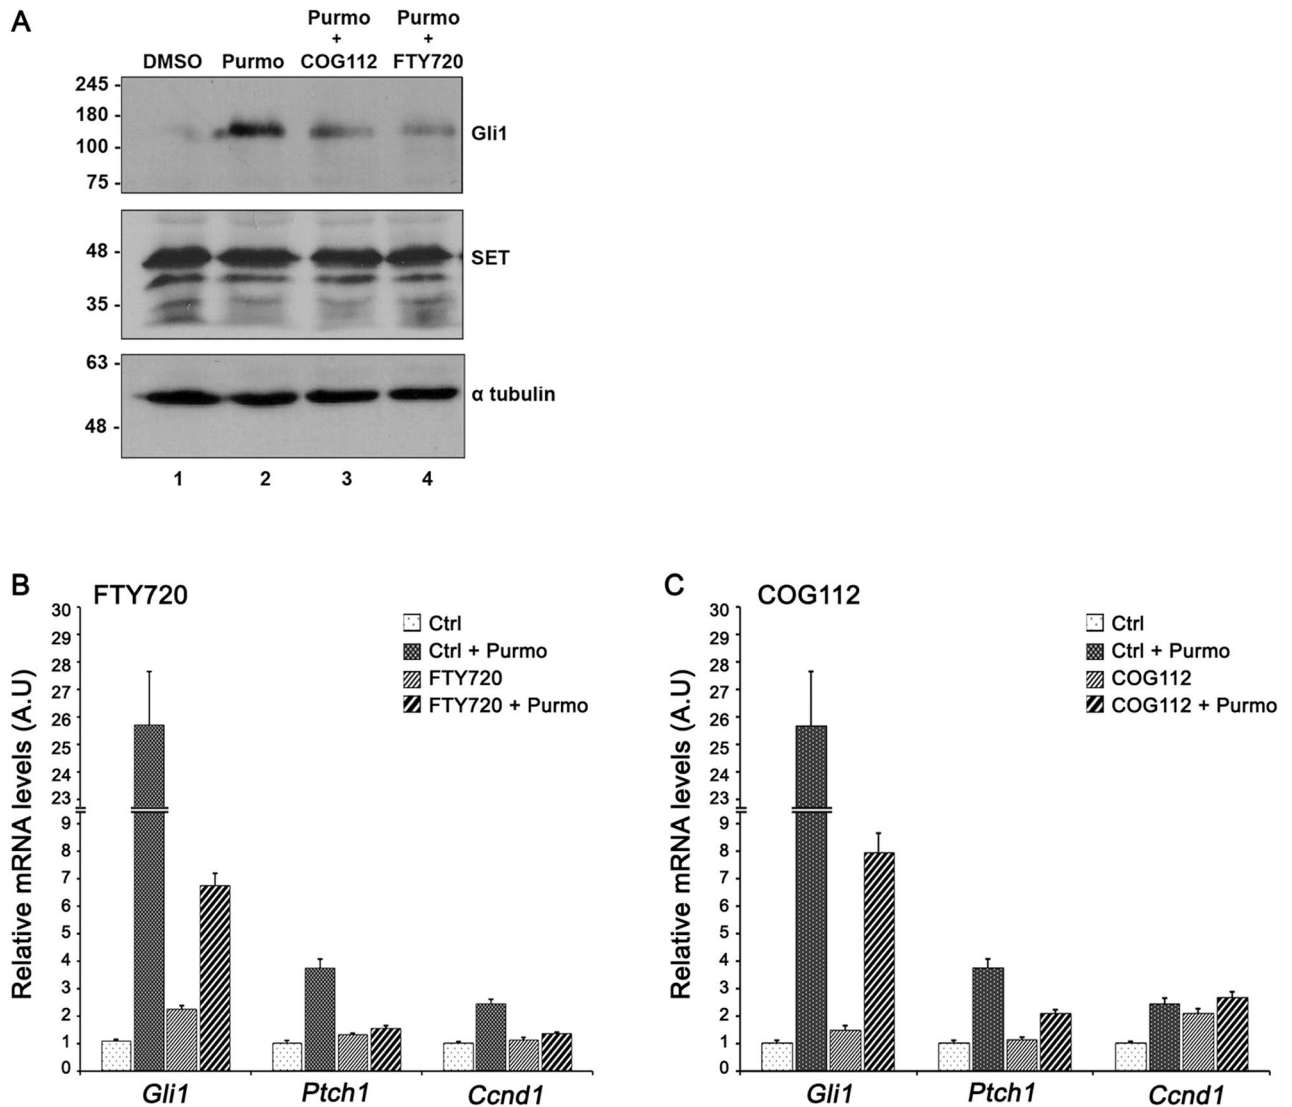 A
Purmo Purmo
+ +
DMSO Purmo COG112 FTY720
245 -
180 -
100 -
75 -
Gli1
48 -
35 -
SET
63 -
48 -
α tubulin
1 2 3 4
B
FTY720
Relative mRNA levels (A.U)
30
29
28
27
26
25
24
23
9
8
7
6
5
4
3
2
1
0
Ctrl
Ctrl + Purmo
FTY720
FTY720 + Purmo
Gli1 Ptch1 Ccnd1
C
COG112
Relative mRNA levels (A.U)
30
29
28
27
26
25
24
23
9
8
7
6
5
4
3
2
1
0
Ctrl
Ctrl + Purmo
COG112
COG112 + Purmo
Gli1 Ptch1 Ccnd1